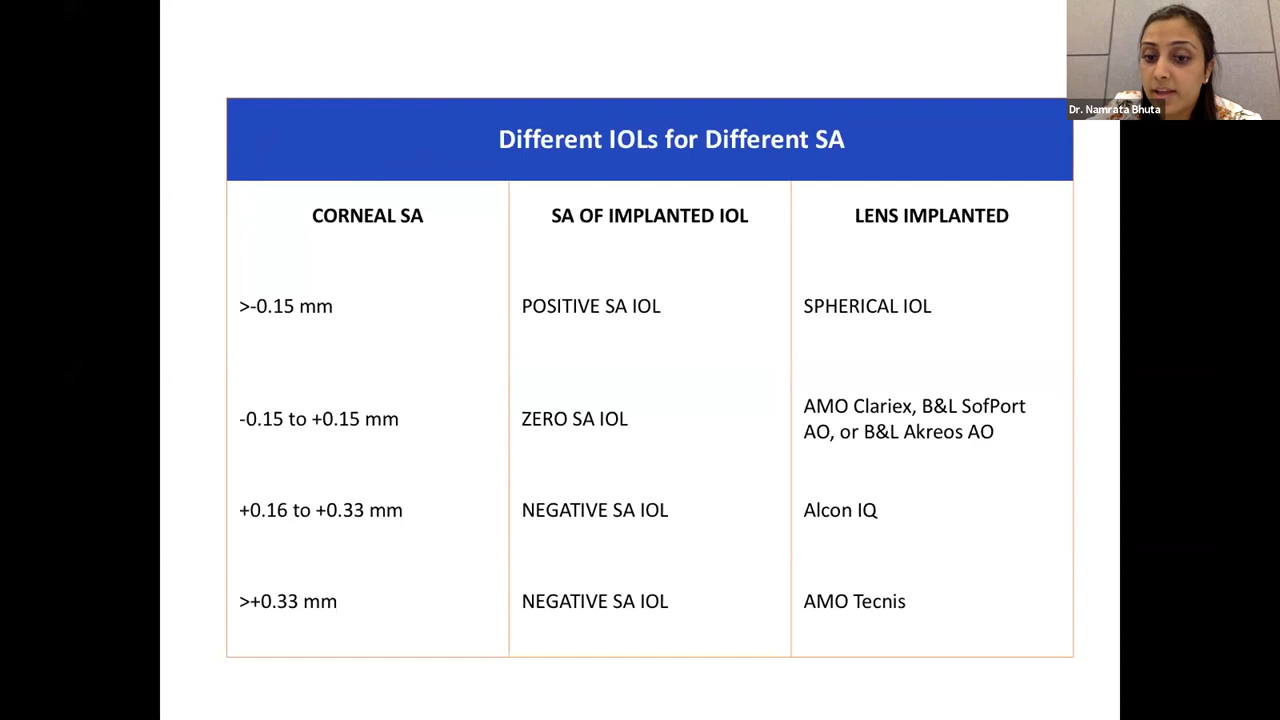 Dr. Namrata Bhuta
Different IOLs for Different SA
CORNEAL SA
SA OF IMPLANTED IOL
LENS IMPLANTED
>-0.15 mm
POSITIVE SA IOL
SPHERICAL IOL
-0.15 to +0.15 mm
ZERO SA IOL
AMO Clariex, B&L SofPort
AO, or B&L Akreos AO
+0.16 to +0.33 mm
NEGATIVE SA IOL
Alcon IQ
>+0.33 mm
NEGATIVE SA IOL
AMO Tecnis